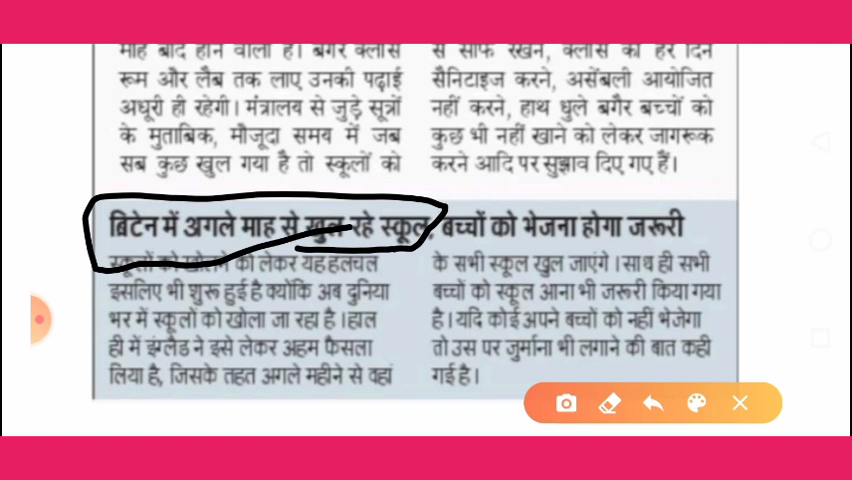 माह बाद होने वाला है। बगैर क्लास
रूम और लैब तक लाए उनकी पढ़ाई
अधूरी ही रहेगी। मंत्रालय से जुड़े सूत्रों
के मुताबिक, मौजूदा समय में जब
सब कुछ खुल गया है तो स्कूलों को
से साफ रखने, क्लास को हर दिन
सैनिटाइज करने, असेंबली आयोजित
नहीं करने, हाथ धुले बगैर बच्चों को
कुछ भी नहीं खाने को लेकर जागरूक
करने आदि पर सुझाव दिए गए हैं।
ब्रिटेन में अगले माह से खुल रहे स्कूल, बच्चों को भेजना होगा जरूरी
स्कूलों को खोलने को लेकर यह हलचल
इसलिए भी शुरू हुई है क्योंकि अब दुनिया
भर में स्कूलों को खोला जा रहा है ।हाल
ही में इंग्लैड ने इसे लेकर अहम फैसला
लिया है, जिसके तहत अगले महीने से वहां
के सभी स्कूल खुल जाएंगे ।साथ ही सभी
बच्चों को स्कूल आना भी जरूरी किया गया
है। यदि कोई अपने बच्चों को नहीं भेजेगा
तो उस पर जुर्माना भी लगाने की बात कही
गई है।